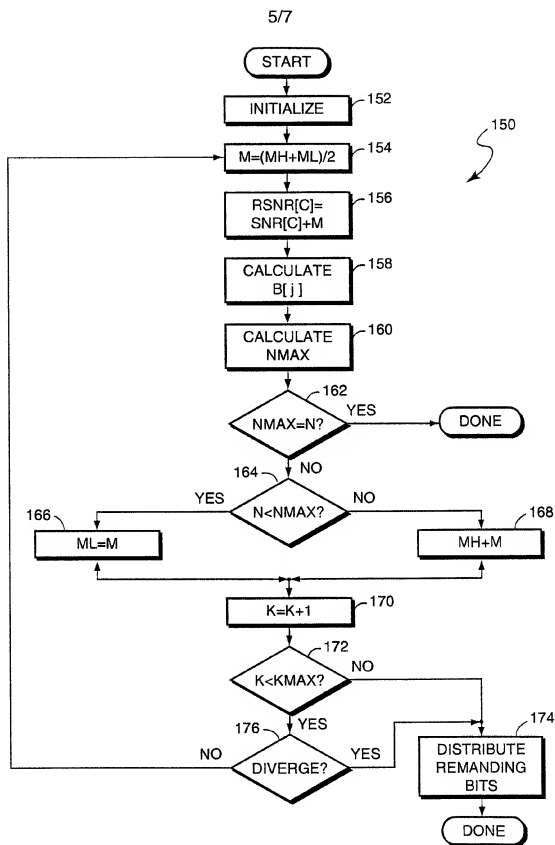 5/7
START
INITIALIZE
152
150
M=(MH+ML)/2
154
RSNR[C]=
SNR[C]+M
156
CALCULATE
B[j]
158
CALCULATE
NMAX
160
162
NMAX=N?
YES
DONE
NO
164
N<NMAX?
YES
NO
166
ML=M
168
MH+M
K=K+1
170
172
K<KMAX?
NO
YES
176
DIVERGE?
NO
YES
174
DISTRIBUTE
REMANDING
BITS
DONE